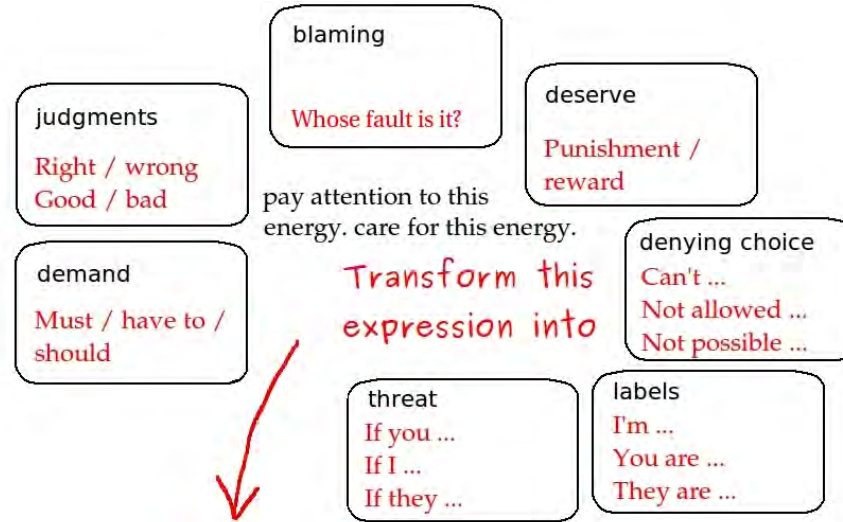 blaming
Whose fault is it?
judgments
Right / wrong
Good / bad
deserve
Punishment /
reward
pay attention to this
energy. care for this energy.
demand
Must / have to /
should
Transform this
expression into
denying choice
Can't ...
Not allowed ...
Not possible ...
threat
If you ...
If I ...
If they ...
labels
I'm ...
You are ...
They are ...